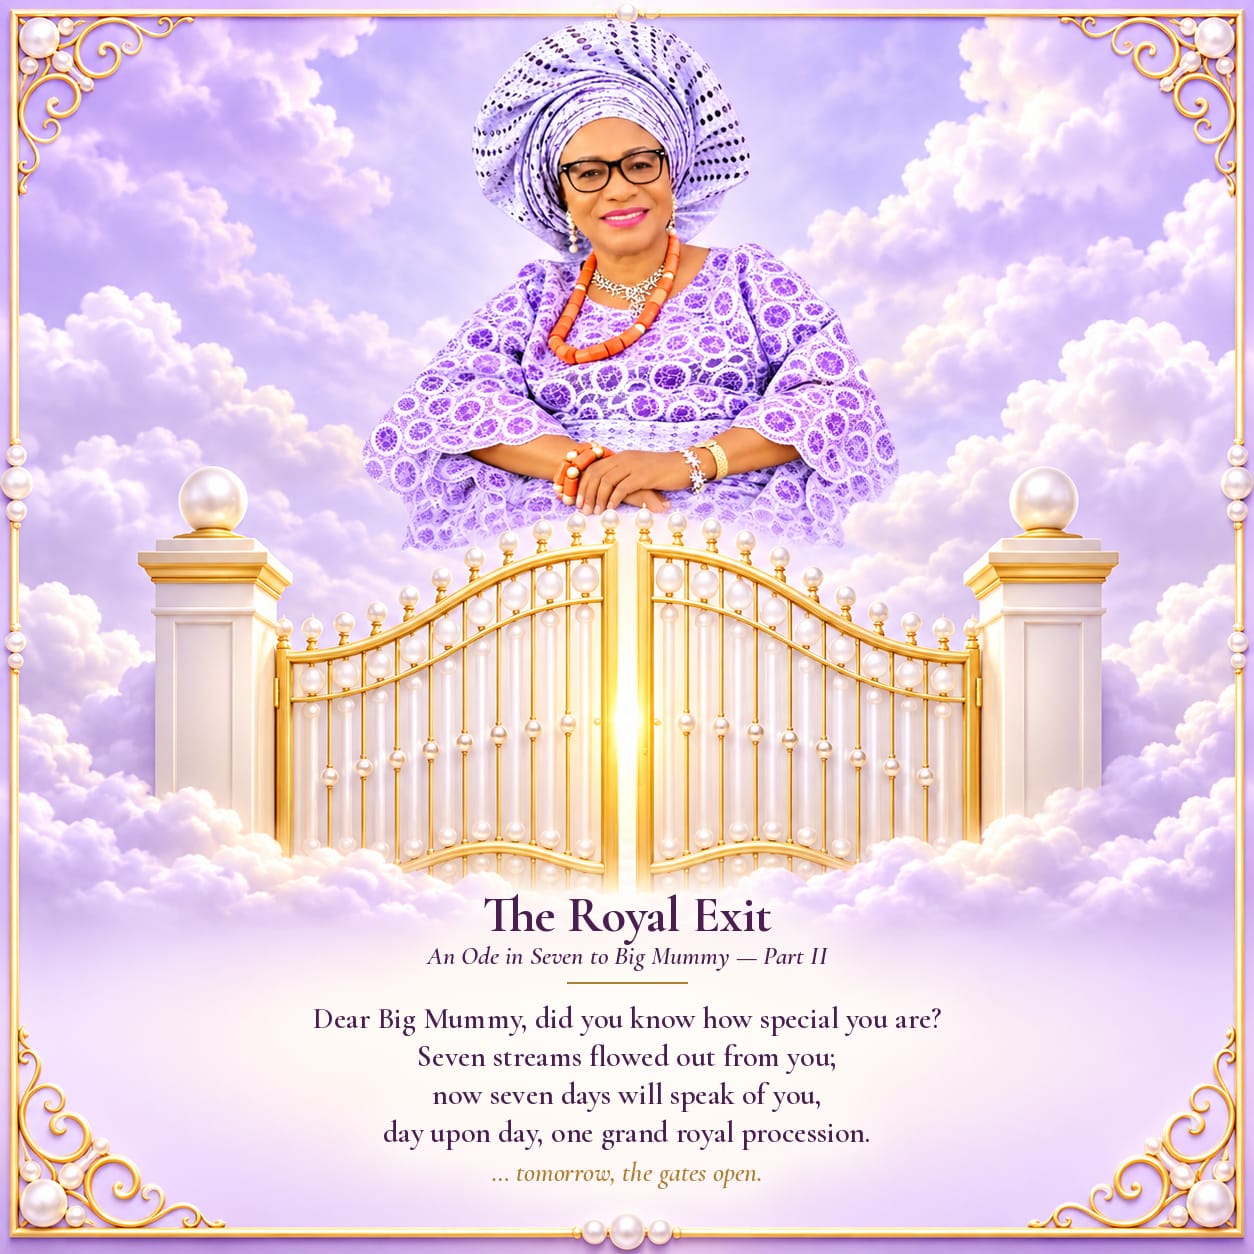 The Royal Exit
An Ode in Seven to Big Mummy — Part II
Dear Big Mummy, did you know how special you are?
Seven streams flowed out from you;
now seven days will speak of you,
day upon day, one grand royal procession.
... tomorrow, the gates open.